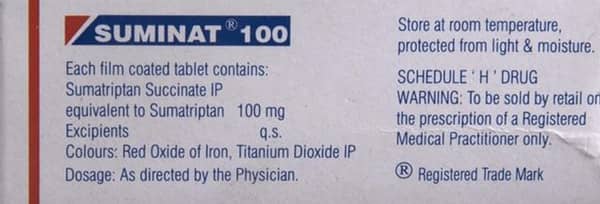 SUMINAT ® 100
Each film coated tablet contains:
Sumatriptan Succinate IP
equivalent to Sumatriptan 100 mg
Excipients q.s.
Colours: Red Oxide of Iron, Titanium Dioxide IP
Dosage: As directed by the Physician.
Store at room temperature,
protected from light & moisture.
SCHEDULE ' H ' DRUG
WARNING: To be sold by retail on
the prescription of a Registered
Medical Practitioner only.
® Registered Trade Mark